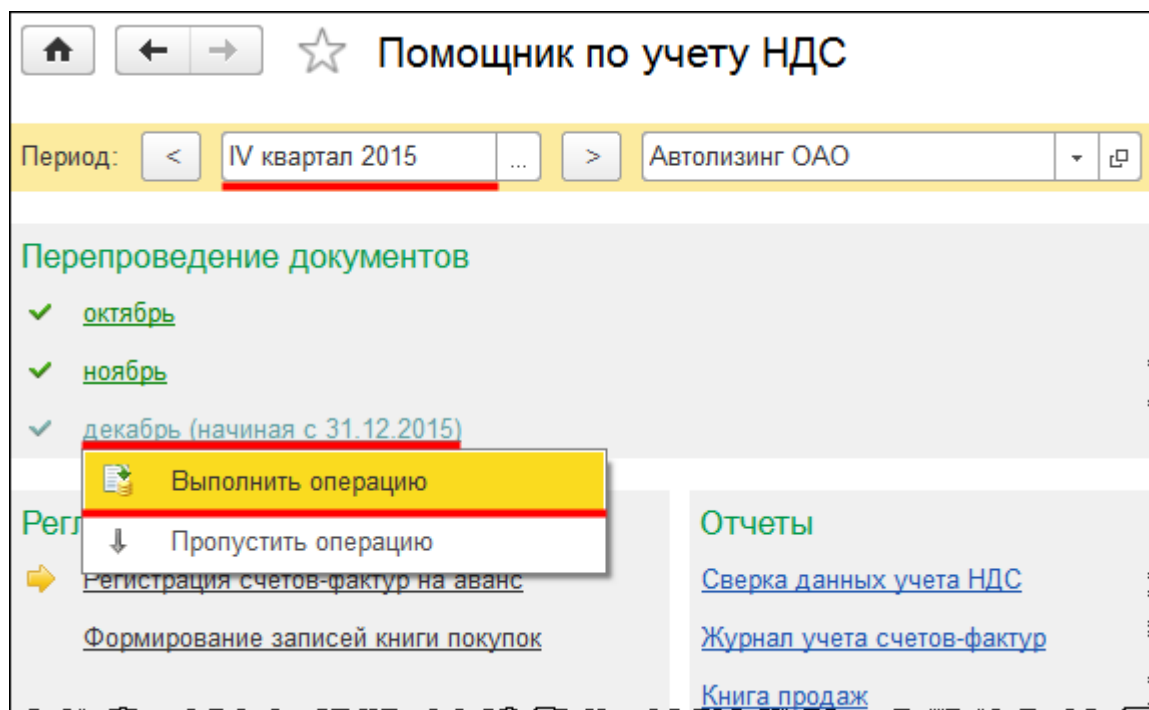 Помощник по учету НДС
Период: < IV квартал 2015 ... > Автолизинг ОАО
Перепроведение документов
октябрь
ноябрь
декабрь (начиная с 31.12.2015)
Выполнить операцию
Пропустить операцию
Регл
Регистрация счетов-фактур на аванс
Формирование записей книги покупок
Отчеты
Сверка данных учета НДС
Журнал учета счетов-фактур
Книга продаж